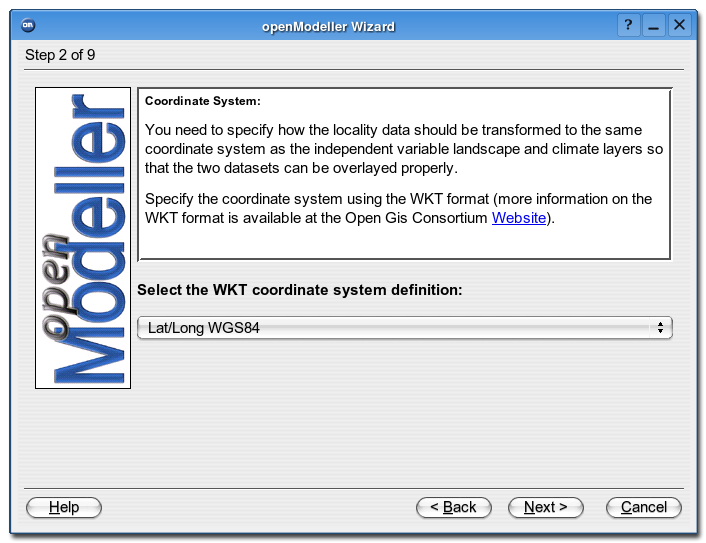 om
openModeller Wizard
?
Step 2 of 9
open
Modeller
Coordinate System:
You need to specify how the locality data should be transformed to the same
coordinate system as the independent variable landscape and climate layers so
that the two datasets can be overlayed properly.
Specify the coordinate system using the WKT format (more information on the
WKT format is available at the Open Gis Consortium Website).
Select the WKT coordinate system definition:
Lat/Long WGS84
Help
< Back
Next >
Cancel